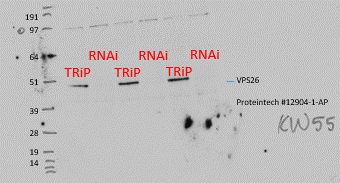 191
97
64
51
39
28
19
14
RNAi RNAi RNAi
TRiP TRiP TRiP
VPS26
Proteintech #12904-1-AP
KW55